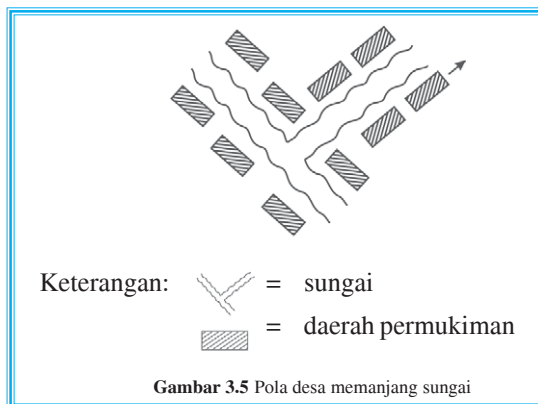 Keterangan: = sungai
= daerah permukiman
Gambar 3.5 Pola desa memanjang sungai